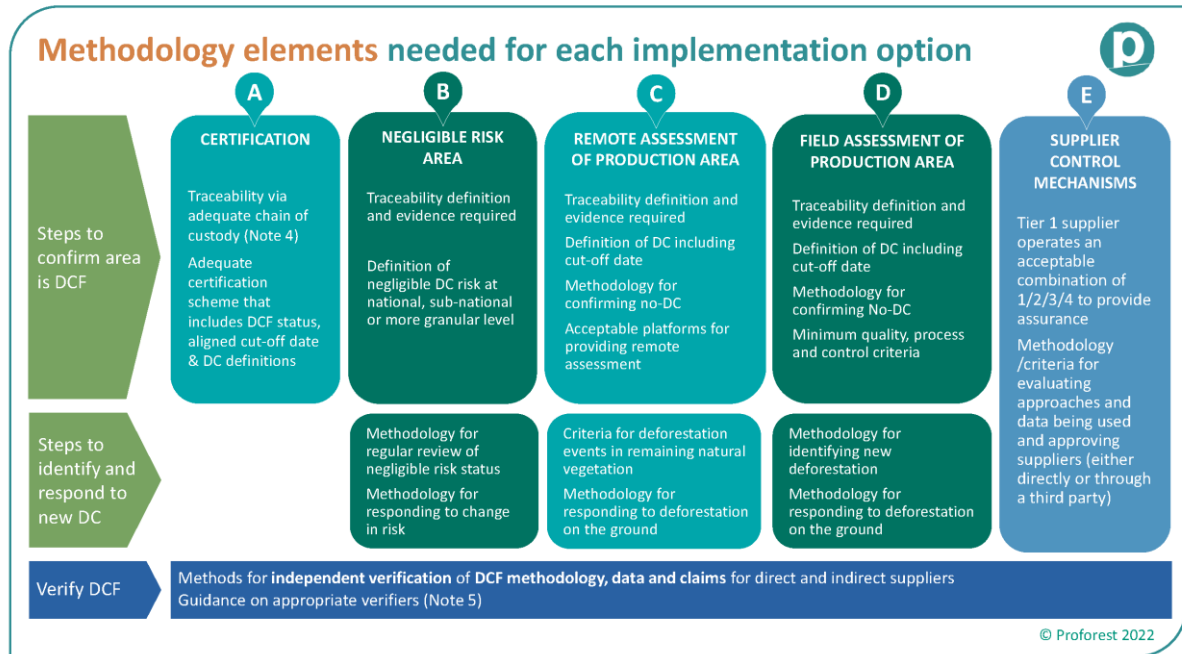 Methodology elements needed for each implementation option
p
A
B
C
D
E
Steps to
confirm area
is DCF
CERTIFICATION
Traceability via
adequate chain of
custody (Note 4)
Adequate
certification
scheme that
includes DCF status,
aligned cut-off date
& DC definitions
NEGLIGIBLE RISK
AREA
Traceability definition
and evidence required
Definition of
negligible DC risk at
national, sub-national
or more granular level
REMOTE ASSESSMENT
OF PRODUCTION AREA
Traceability definition and
evidence required
Definition of DC including
cut-off date
Methodology for
confirming no-DC
Acceptable platforms for
providing remote
assessment
FIELD ASSESSMENT OF
PRODUCTION AREA
Traceability definition and
evidence required
Definition of DC including
cut-off date
Methodology for
confirming No-DC
Minimum quality, process
and control criteria
SUPPLIER
CONTROL
MECHANISMS
Tier 1 supplier
operates an
acceptable
combination of
1/2/3/4 to provide
assurance
Methodology
/criteria for
evaluating
approaches and
data being used
and approving
suppliers (either
directly or through
a third party)
Steps to
identify and
respond to
new DC
Methodology for
regular review of
negligible risk status
Methodology for
responding to change
in risk
Criteria for deforestation
events in remaining natural
vegetation
Methodology for
responding to deforestation
on the ground
Methodology for
identifying new
deforestation
Methodology for
responding to deforestation
on the ground
Verify DCF
Methods for independent verification of DCF methodology, data and claims for direct and indirect suppliers
Guidance on appropriate verifiers (Note 5)
© Proforest 2022